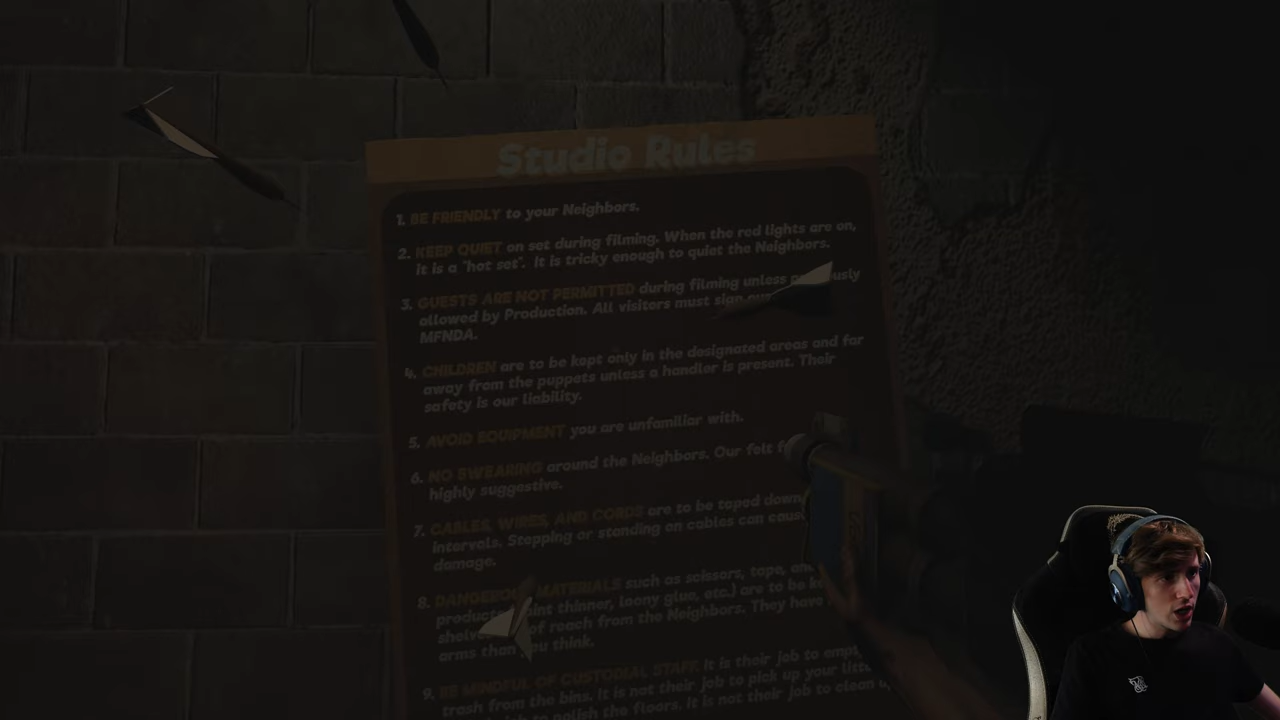 Studio Rules
1. BE FRIENDLY to your Neighbors.
2. KEEP QUIET on set during filming. When the red lights are on,
it is a "hot set". It is tricky enough to quiet the Neighbors.
3. GUESTS ARE NOT PERMITTED during filming unless
allowed by Production. All visitors must sign
MFNDA.
4. CHILDREN are to be kept only in the designated areas and far
away from the puppets unless a handler is present. Their
safety is our liability.
5. AVOID EQUIPMENT you are unfamiliar with.
6. NO SWEARING around the Neighbors. Our felt
highly suggestive.
7. CABLES, WIRES, AND CORDS are to be taped down
intervals. Stepping or standing on cables can
damage.
8. DANGEROUS MATERIALS such as scissors, tape,
thinner, loony glue, etc.) are to be
of reach from the Neighbors. They have
arms than you think.
9. BE MINDFUL OF CUSTODIAL STAFF. It is their job to empty
trash from the bins. It is not their job to pick up your
to polish the floors. It is not their job to clean